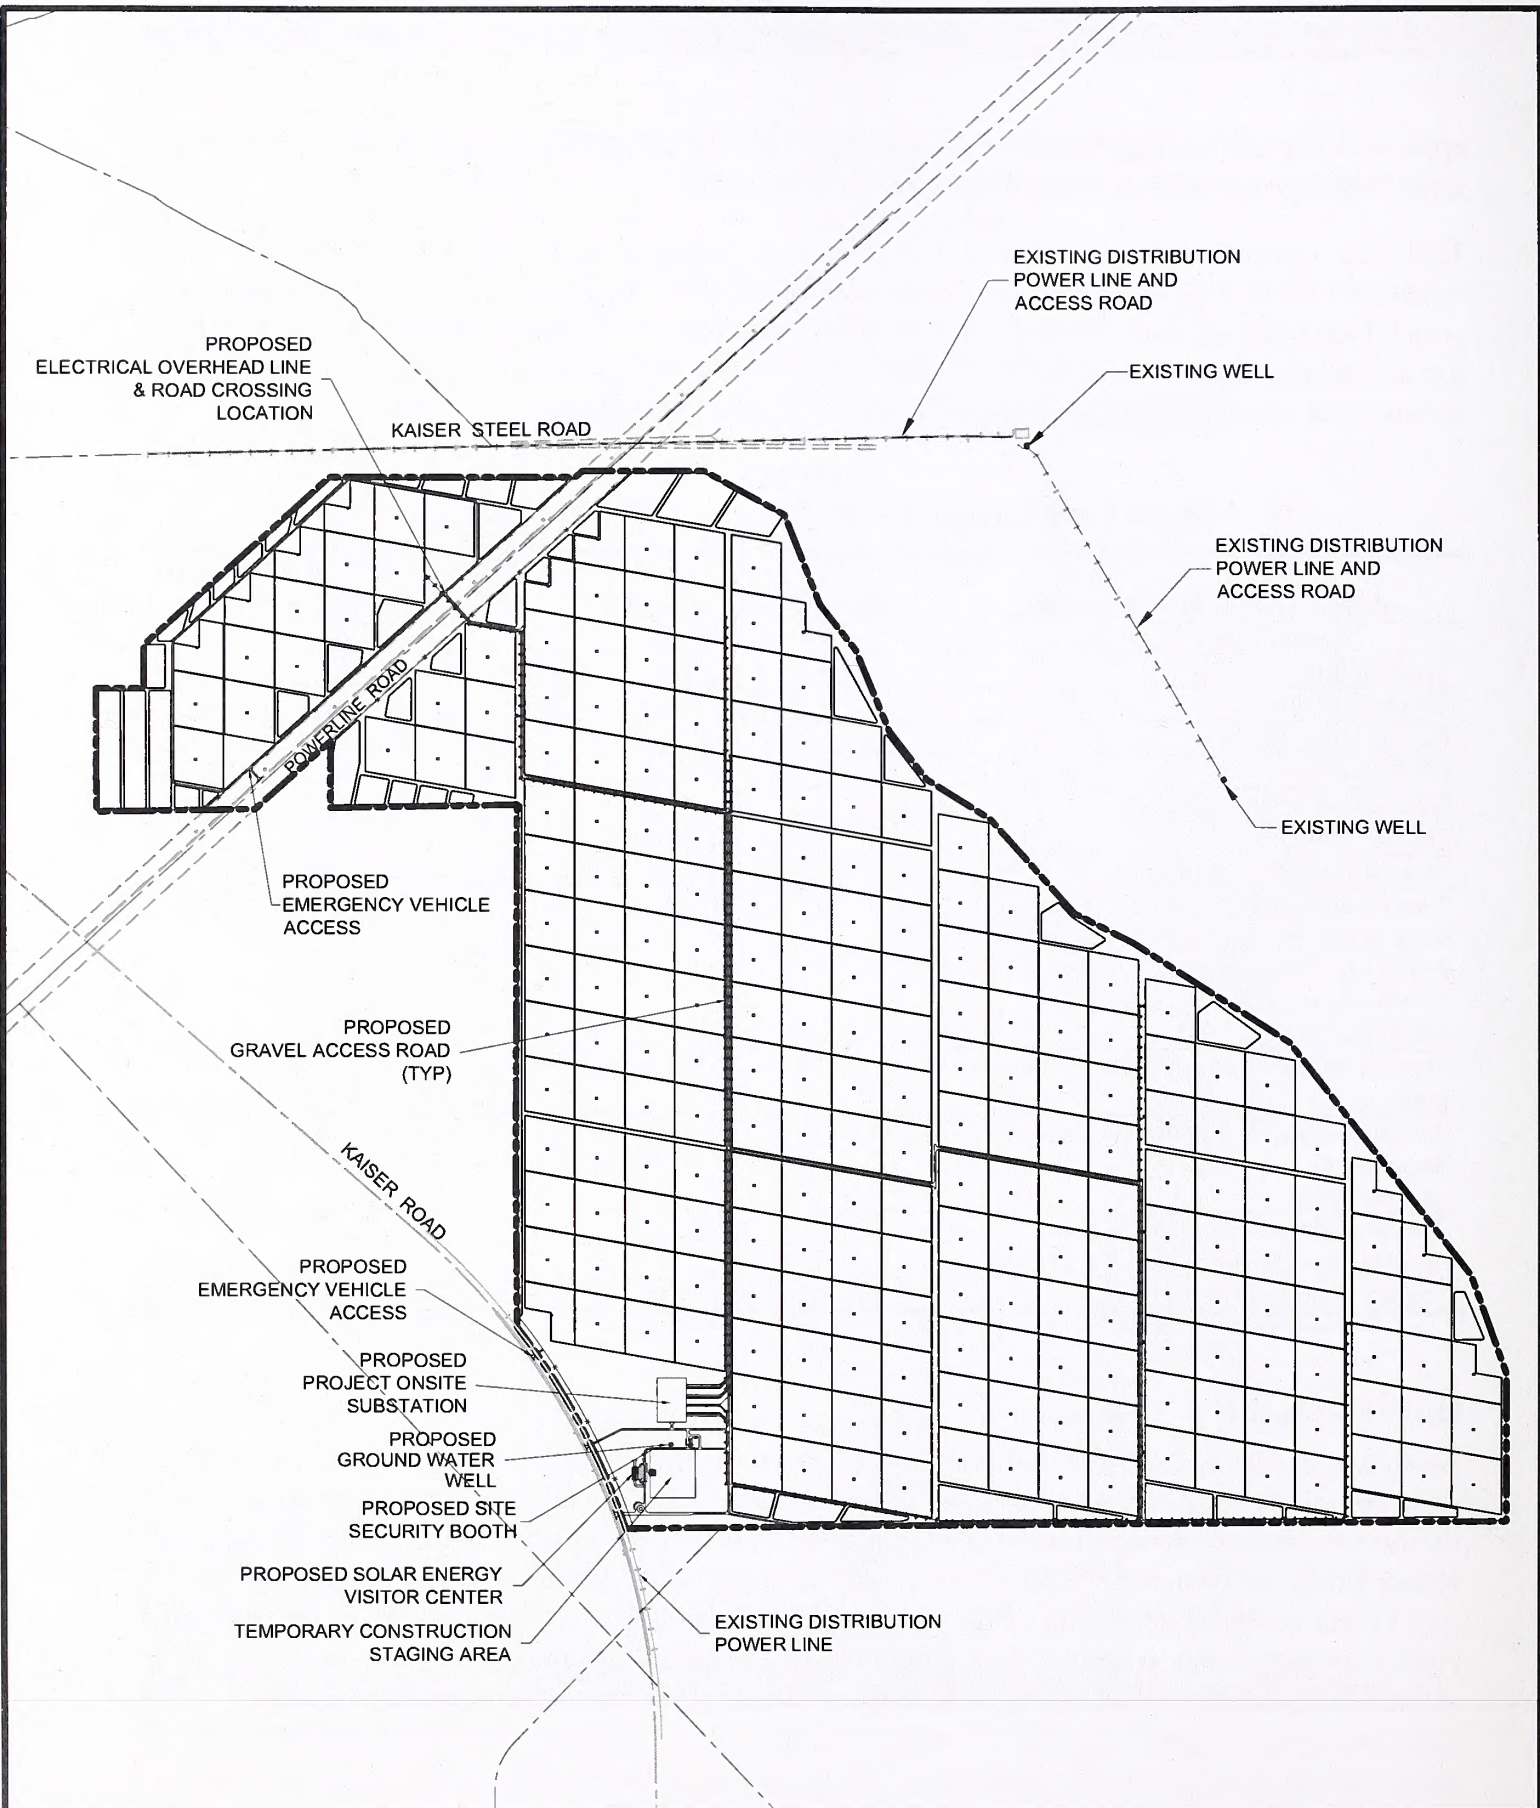 EXISTING DISTRIBUTION
POWER LINE AND
ACCESS ROAD
PROPOSED
ELECTRICAL OVERHEAD LINE
& ROAD CROSSING
LOCATION
EXISTING WELL
KAISER STEEL ROAD
EXISTING DISTRIBUTION
POWER LINE AND
ACCESS ROAD
POWERLINE ROAD
EXISTING WELL
PROPOSED
EMERGENCY VEHICLE
ACCESS
PROPOSED
GRAVEL ACCESS ROAD
(TYP)
KAISER ROAD
PROPOSED
EMERGENCY VEHICLE
ACCESS
PROPOSED
PROJECT ONSITE
SUBSTATION
PROPOSED
GROUND WATER
WELL
PROPOSED SITE
SECURITY BOOTH
PROPOSED SOLAR ENERGY
VISITOR CENTER
TEMPORARY CONSTRUCTION
STAGING AREA
EXISTING DISTRIBUTION
POWER LINE